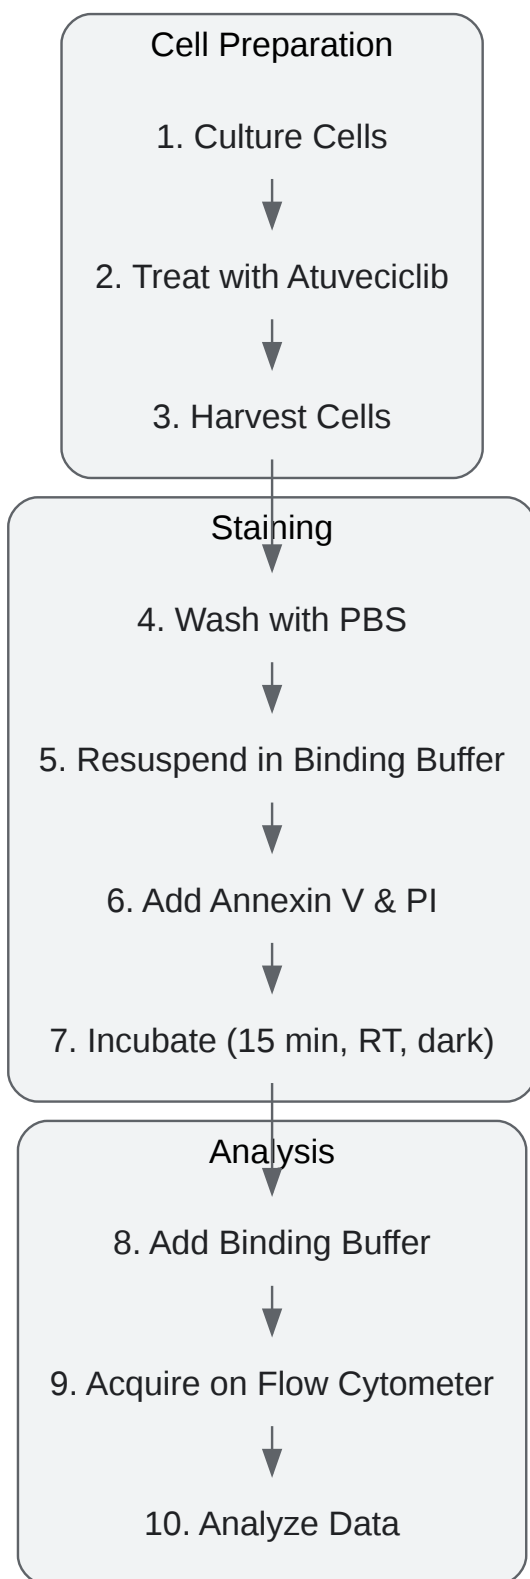 Cell Preparation
1. Culture Cells
2. Treat with Atuveciclib
3. Harvest Cells
Staining
4. Wash with PBS
5. Resuspend in Binding Buffer
6. Add Annexin V & PI
7. Incubate (15 min, RT, dark)
Analysis
8. Add Binding Buffer
9. Acquire on Flow Cytometer
10. Analyze Data